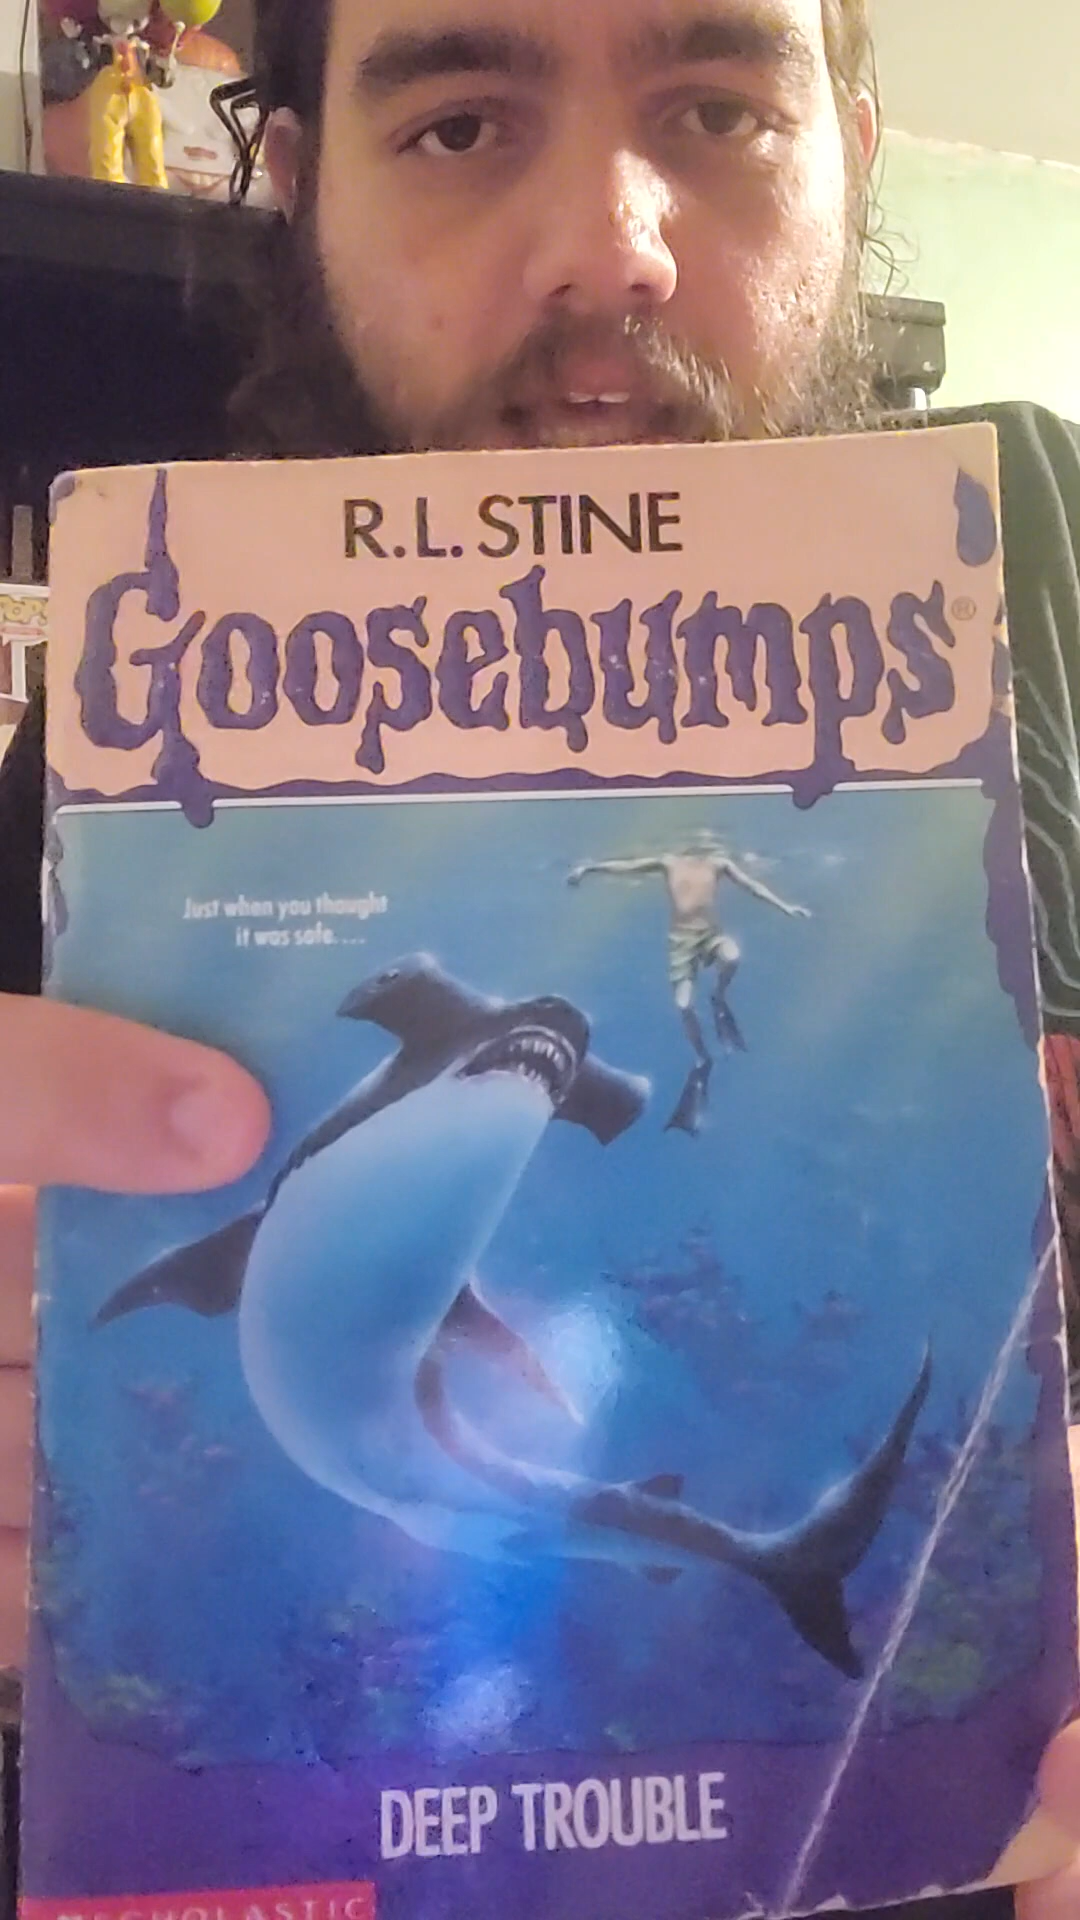 R.L. STINE
Goosebumps®
Just when you thought
it was safe....
DEEP TROUBLE
SCHOLASTIC